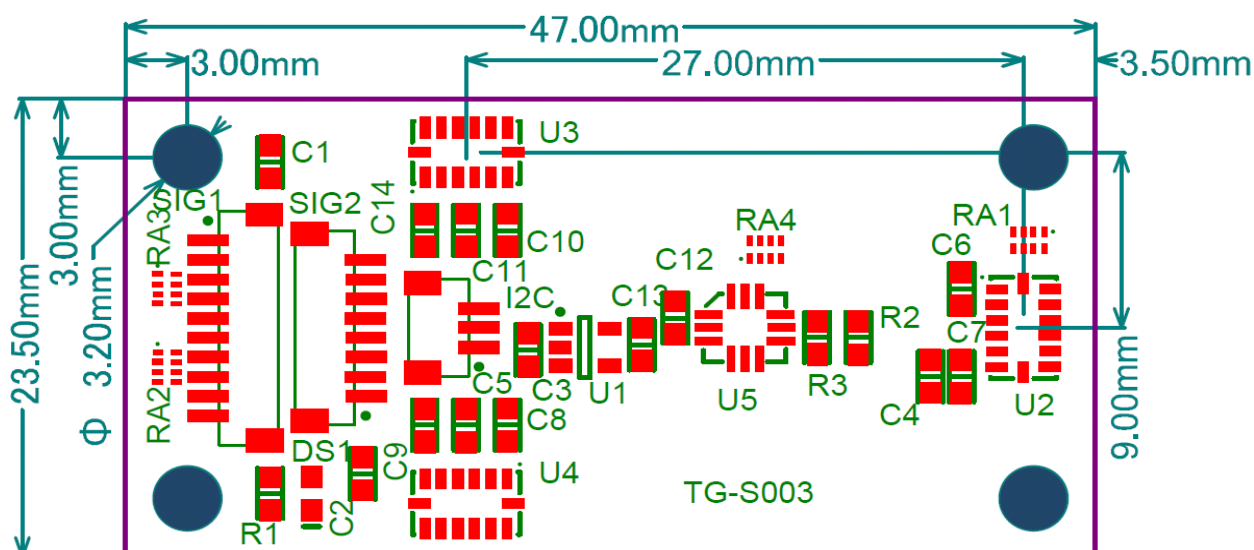 47.00mm
3.00mm
27.00mm
3.50mm
U3
C1
SIG1
SIG2
C14
RA3
C10
RA4
RA1
C6
C11
C12
3.00mm
I2C
C13
R2
C7
23.50mm
Φ 3.20mm
RA2
C3
C5
U1
U5
R3
C4
U2
9.00mm
C8
DS1
C9
U4
TG-S003
R1
C2